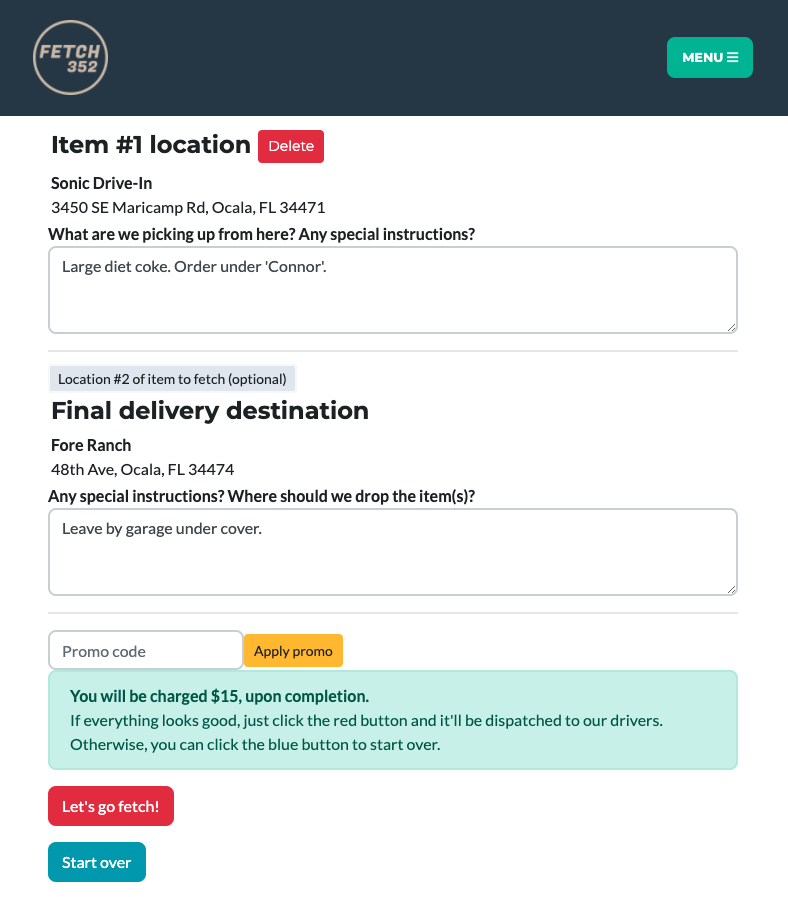 FETCH
352
MENU ☰
Item #1 location Delete
Sonic Drive-In
3450 SE Maricamp Rd, Ocala, FL 34471
What are we picking up from here? Any special instructions?
Large diet coke. Order under 'Connor'.
Location #2 of item to fetch (optional)
Final delivery destination
Fore Ranch
48th Ave, Ocala, FL 34474
Any special instructions? Where should we drop the item(s)?
Leave by garage under cover.
Promo code Apply promo
You will be charged $15, upon completion.
If everything looks good, just click the red button and it'll be dispatched to our drivers.
Otherwise, you can click the blue button to start over.
Let's go fetch!
Start over